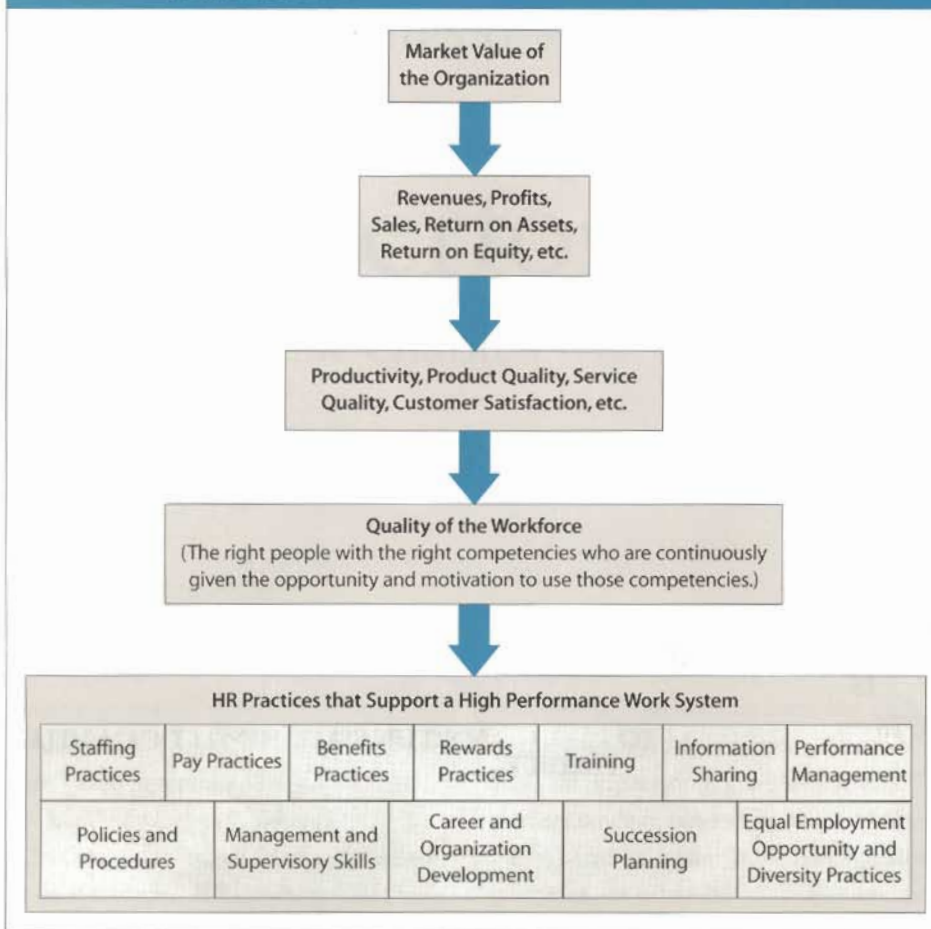 Market Value of
the Organization
Revenues, Profits,
Sales, Return on Assets,
Return on Equity, etc.
Productivity, Product Quality, Service
Quality, Customer Satisfaction, etc.
Quality of the Workforce
(The right people with the right competencies who are continuously
given the opportunity and motivation to use those competencies.)
HR Practices that Support a High Performance Work System
Staffing
Practices
Pay Practices
Benefits
Practices
Rewards
Practices
Training
Information
Sharing
Performance
Management
Policies and
Procedures
Management and
Supervisory Skills
Career and
Organization
Development
Succession
Planning
Equal Employment
Opportunity and
Diversity Practices